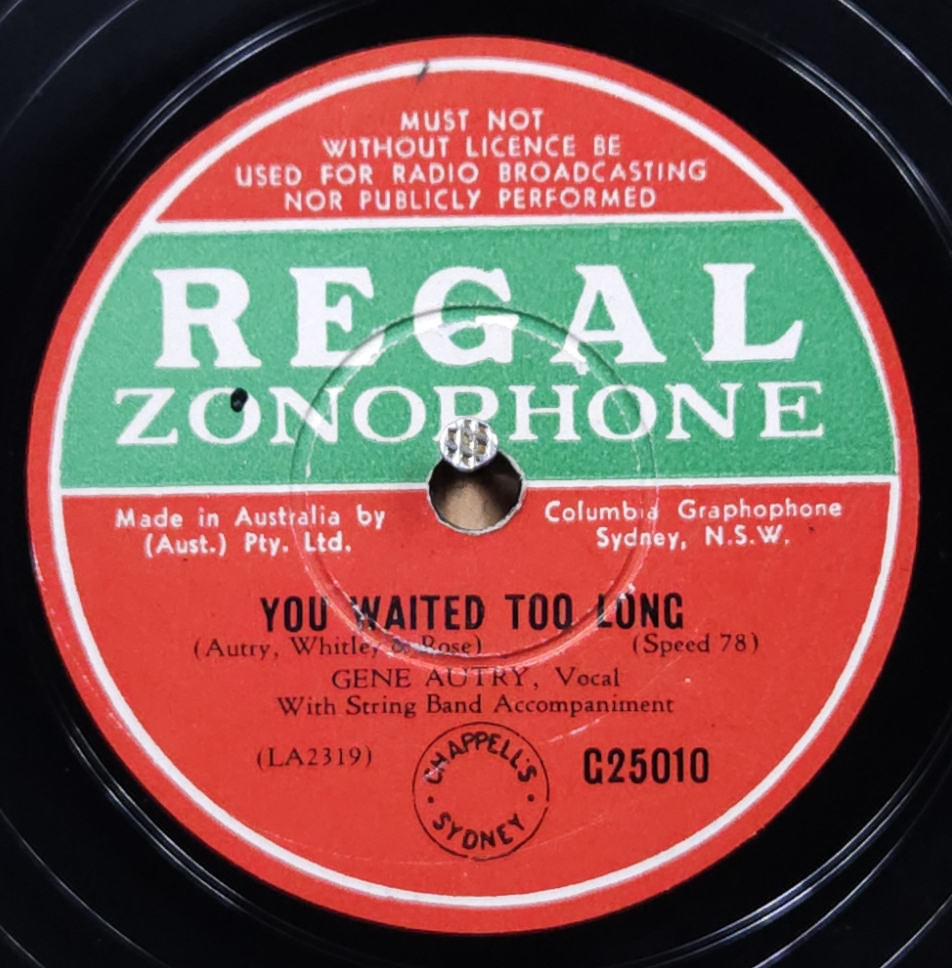 MUST NOT
WITHOUT LICENCE BE
USED FOR RADIO BROADCASTING
NOR PUBLICLY PERFORMED
REGAL
ZONOPHONE
Made in Australia by Columbia Graphophone
(Aust.) Pty. Ltd. Sydney, N.S.W.
YOU WAITED TOO LONG
(Autry, Whitley & Rose) (Speed 78)
GENE AUTRY, Vocal
With String Band Accompaniment
(LA2319) G25010
CHAPPELL'S
· SYDNEY ·